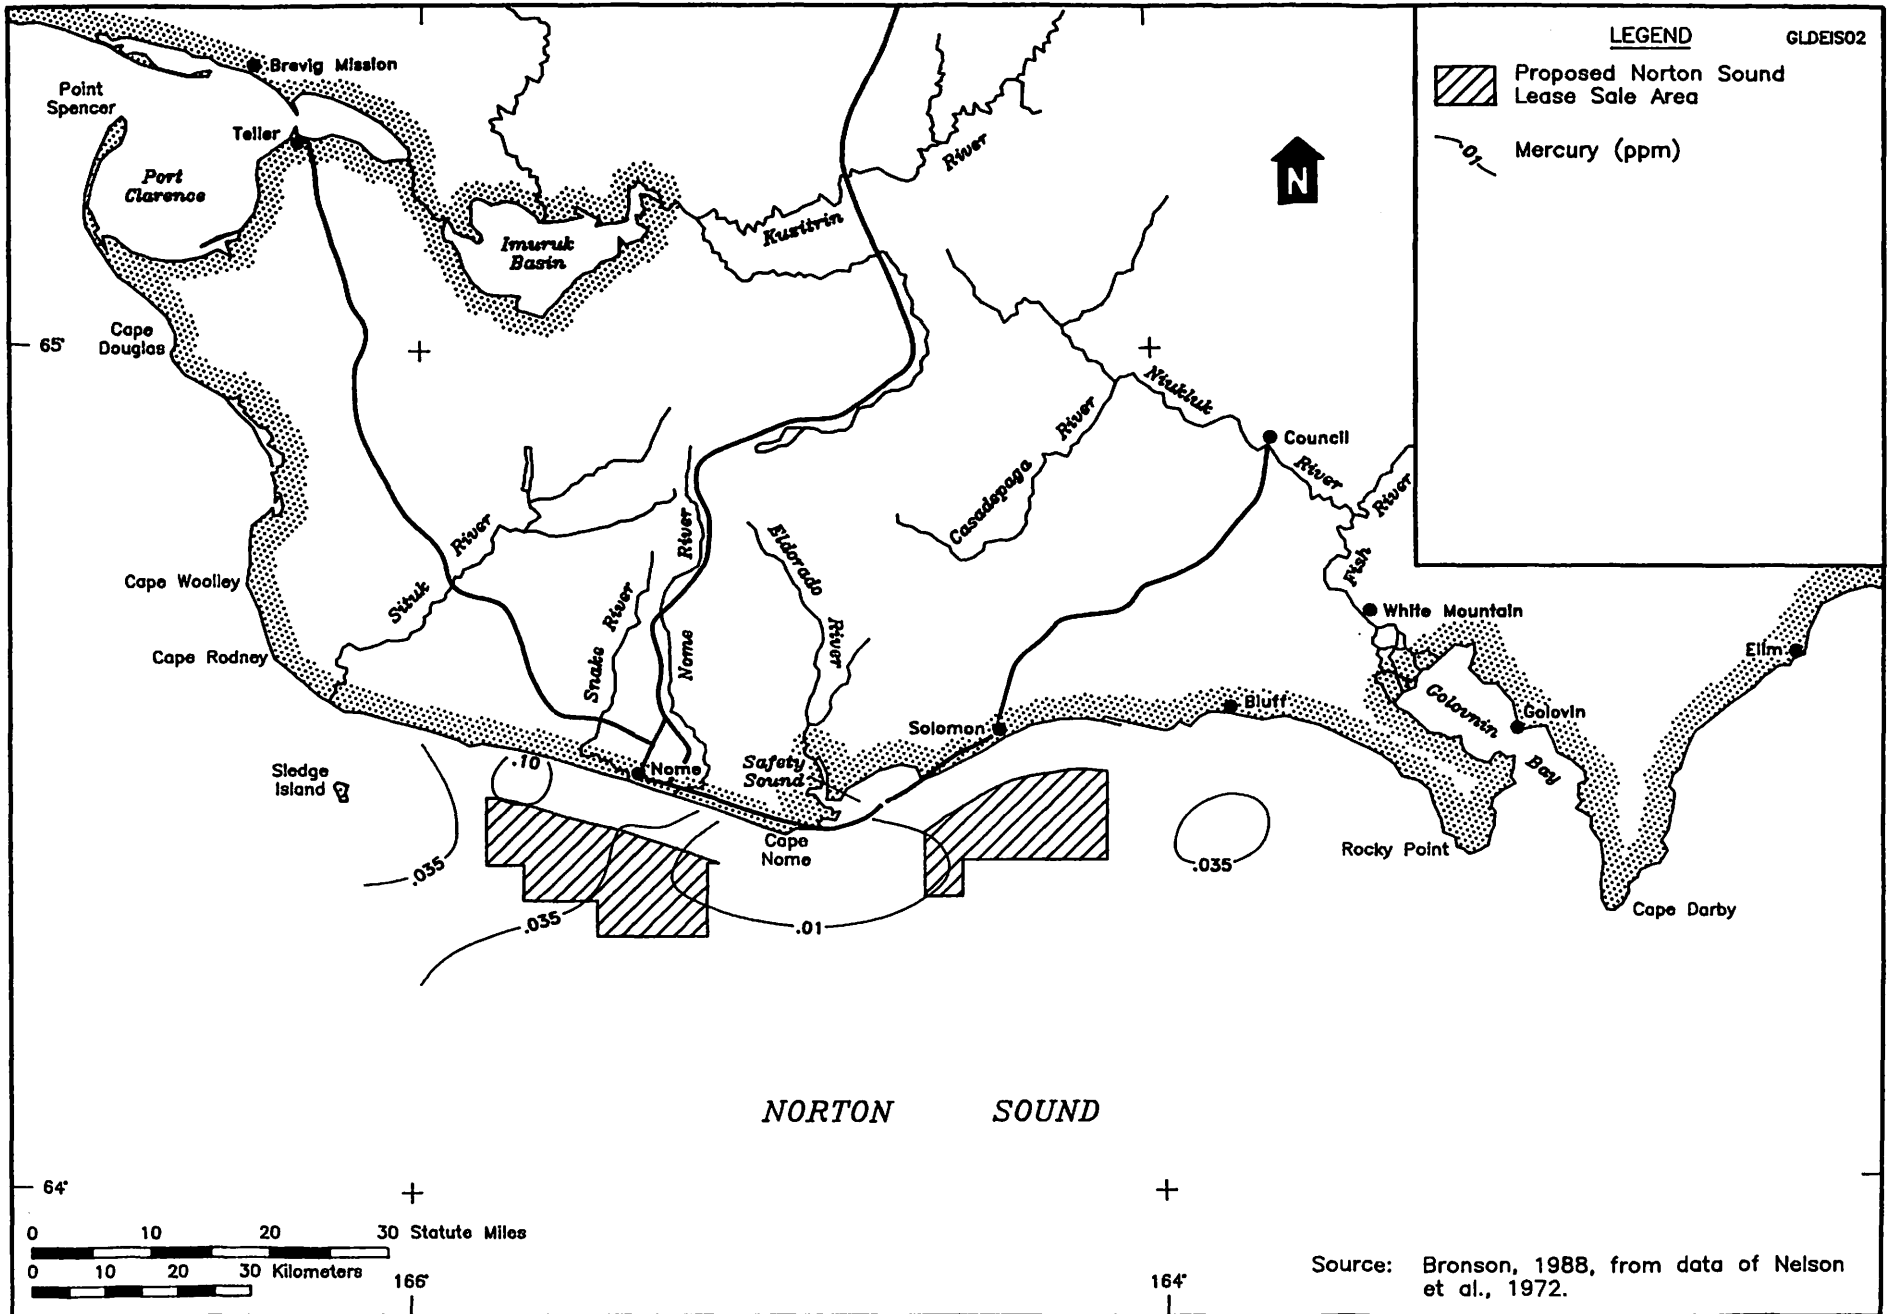 LEGEND
GLDEIS02
Proposed Norton Sound
Lease Sale Area
.01
Mercury (ppm)
Brevig Mission
Point
Spencer
Teller
Port
Clarence
Imuruk
Basin
Kuzitrin
River
N
Cape
Douglas
65°
Niukluk
River
Casadepaga
River
Council
River
Fish
Eldorado
River
River
Nome
Snake
River
Situk
River
Cape Woolley
Cape Rodney
White Mountain
Elim
Golovnin
Bay
Golovin
Bluff
Solomon
Safety
Sound
Nome
Sledge
Island
.10
Cape
Nome
.035
.035
.01
.035
Rocky Point
Cape Darby
NORTON SOUND
64°
0 10 20 30 Statute Miles
0 10 20 30 Kilometers
166°
164°
Source: Bronson, 1988, from data of Nelson
et al., 1972.